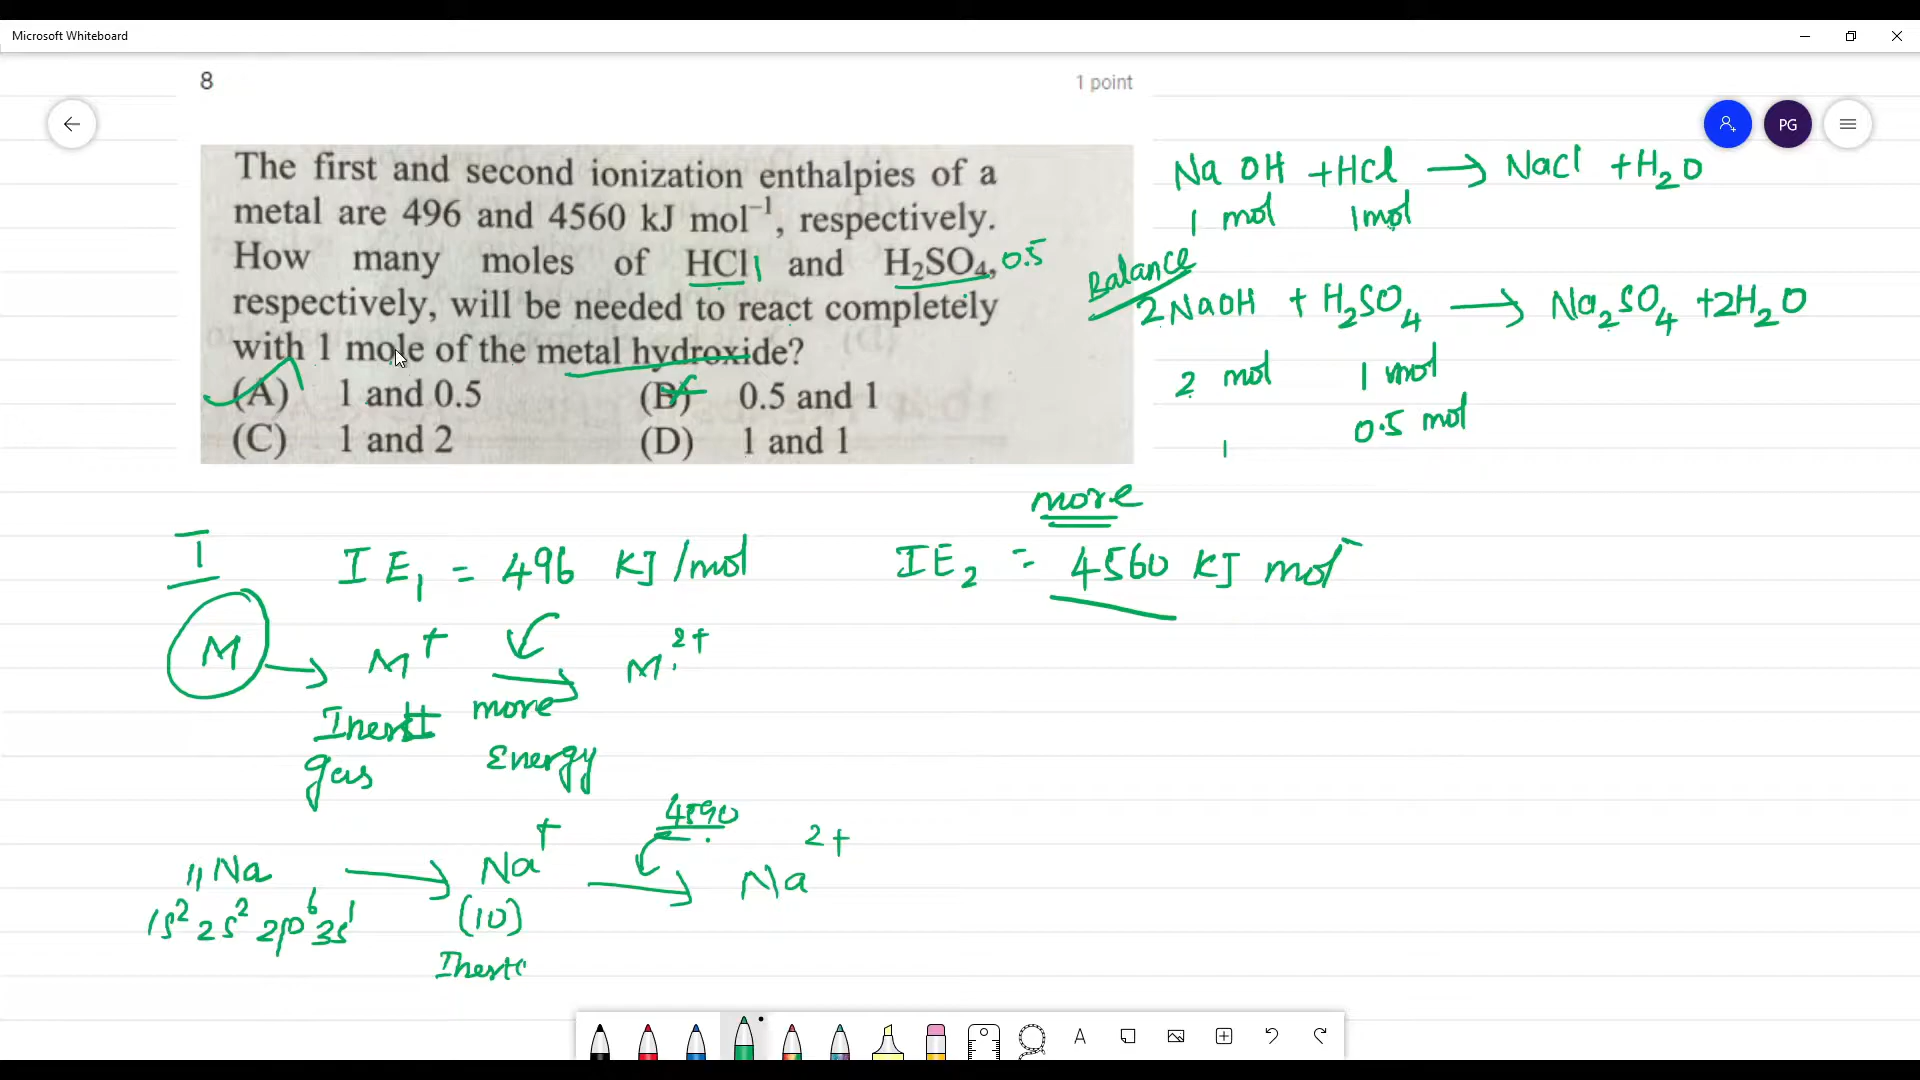 Microsoft Whiteboard
8
1 point
PG
The first and second ionization enthalpies of a
metal are 496 and 4560 kJ mol⁻¹, respectively.
How many moles of HCl 1 and H₂SO₄, 0.5
respectively, will be needed to react completely
with 1 mole of the metal hydroxide?
(A) 1 and 0.5
(B) 0.5 and 1
(C) 1 and 2
(D) 1 and 1
NaOH + HCl → NaCl + H₂O
1 mol 1 mol
Balance
2NaOH + H₂SO₄ → Na₂SO₄ + 2H₂O
2 mol 1 mol
1 0.5 mol
more
I IE₁ = 496 KJ/mol IE₂ = 4560 KJ mol⁻
M → M⁺ → M²⁺
Inert more
gas Energy
4590
₁₁Na → Na⁺ → Na²⁺
1s² 2s² 2p⁶ 3s¹ (10)
Inert
A